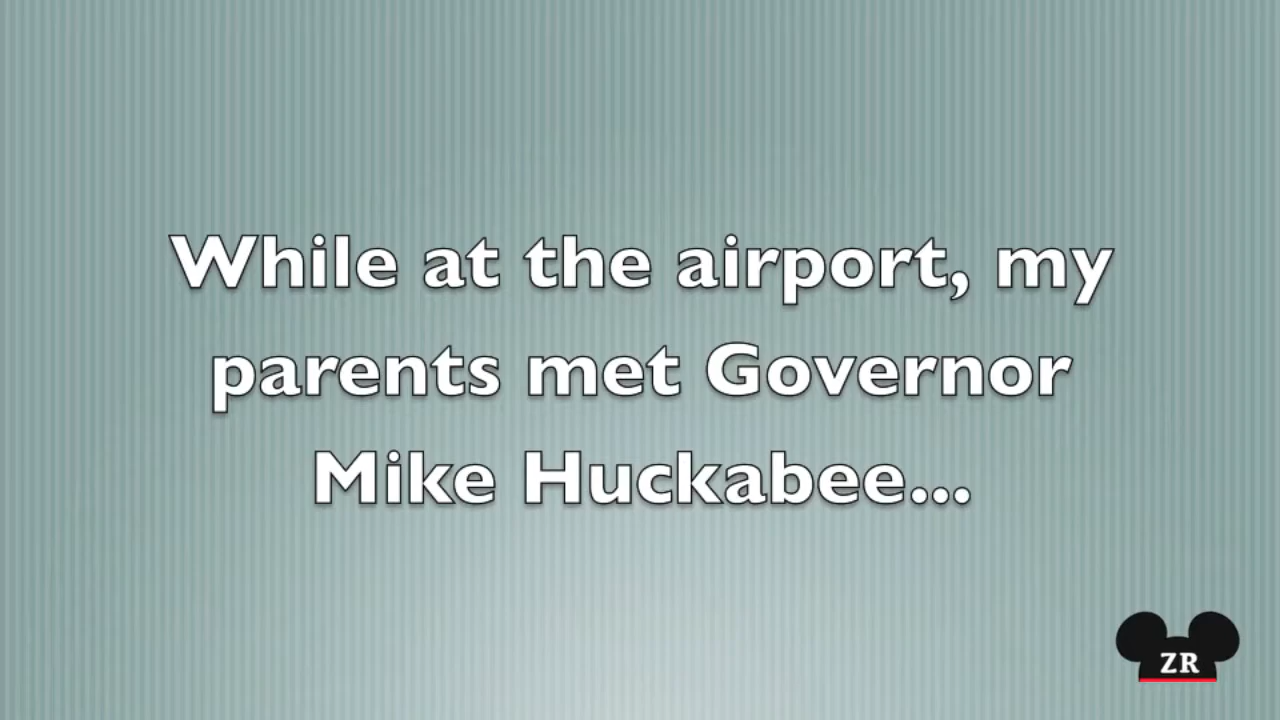 While at the airport, my
parents met Governor
Mike Huckabee...
ZR